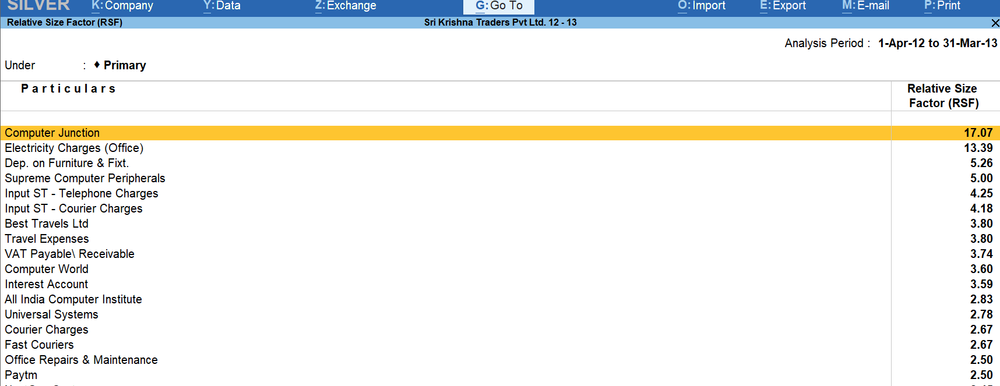 SILVER K:Company Y:Data Z:Exchange G:Go To O:Import E:Export M:E-mail P:Print
Relative Size Factor (RSF) Sri Krishna Traders Pvt Ltd. 12 - 13
Analysis Period : 1-Apr-12 to 31-Mar-13
Under : ♦ Primary
Particulars Relative Size
Factor (RSF)
Computer Junction 17.07
Electricity Charges (Office) 13.39
Dep. on Furniture & Fixt. 5.26
Supreme Computer Peripherals 5.00
Input ST - Telephone Charges 4.25
Input ST - Courier Charges 4.18
Best Travels Ltd 3.80
Travel Expenses 3.80
VAT Payable\ Receivable 3.74
Computer World 3.60
Interest Account 3.59
All India Computer Institute 2.83
Universal Systems 2.78
Courier Charges 2.67
Fast Couriers 2.67
Office Repairs & Maintenance 2.50
Paytm 2.50